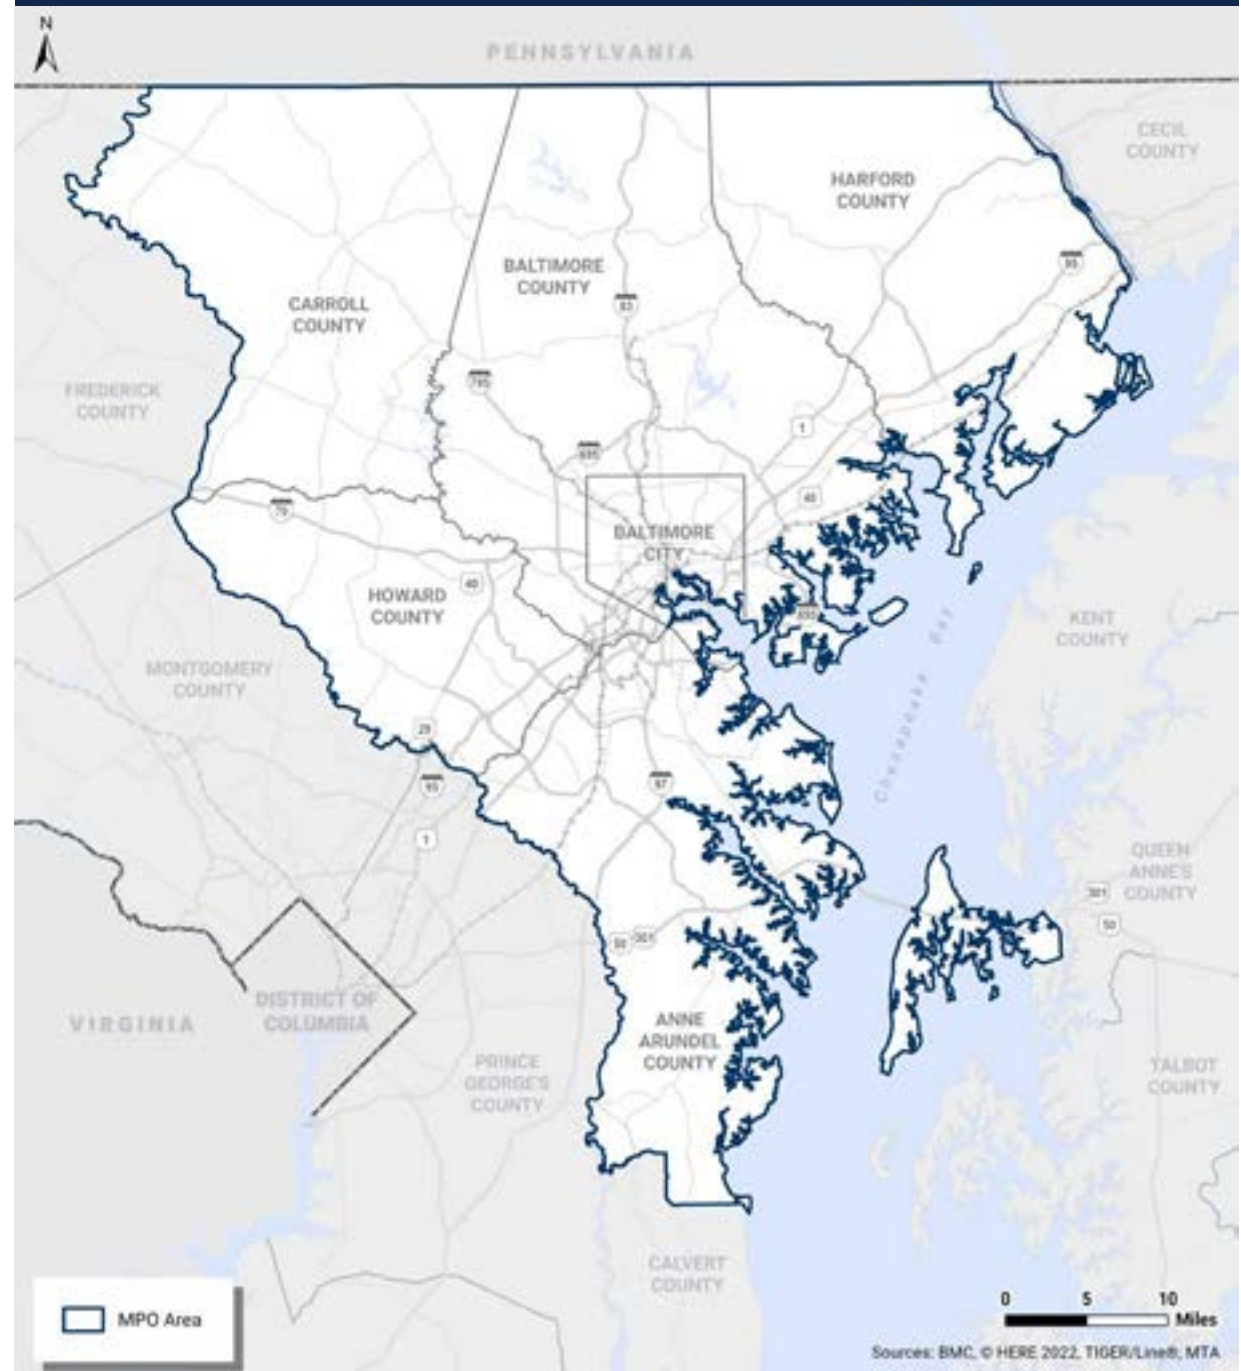 N
PENNSYLVANIA
CECIL
COUNTY
HARFORD
COUNTY
BALTIMORE
COUNTY
95
CARROLL
COUNTY
83
795
FREDERICK
COUNTY
1
695
40
70
BALTIMORE
CITY
40
HOWARD
COUNTY
695
KENT
COUNTY
MONTGOMERY
COUNTY
Chesapeake Bay
29
95
97
1
QUEEN
ANNE'S
COUNTY
301
50
50
301
DISTRICT OF
COLUMBIA
VIRGINIA
ANNE
ARUNDEL
COUNTY
PRINCE
GEORGE'S
COUNTY
TALBOT
COUNTY
CALVERT
COUNTY
MPO Area
0 5 10
Miles
Sources: BMC, © HERE 2022, TIGER/Line®, MTA